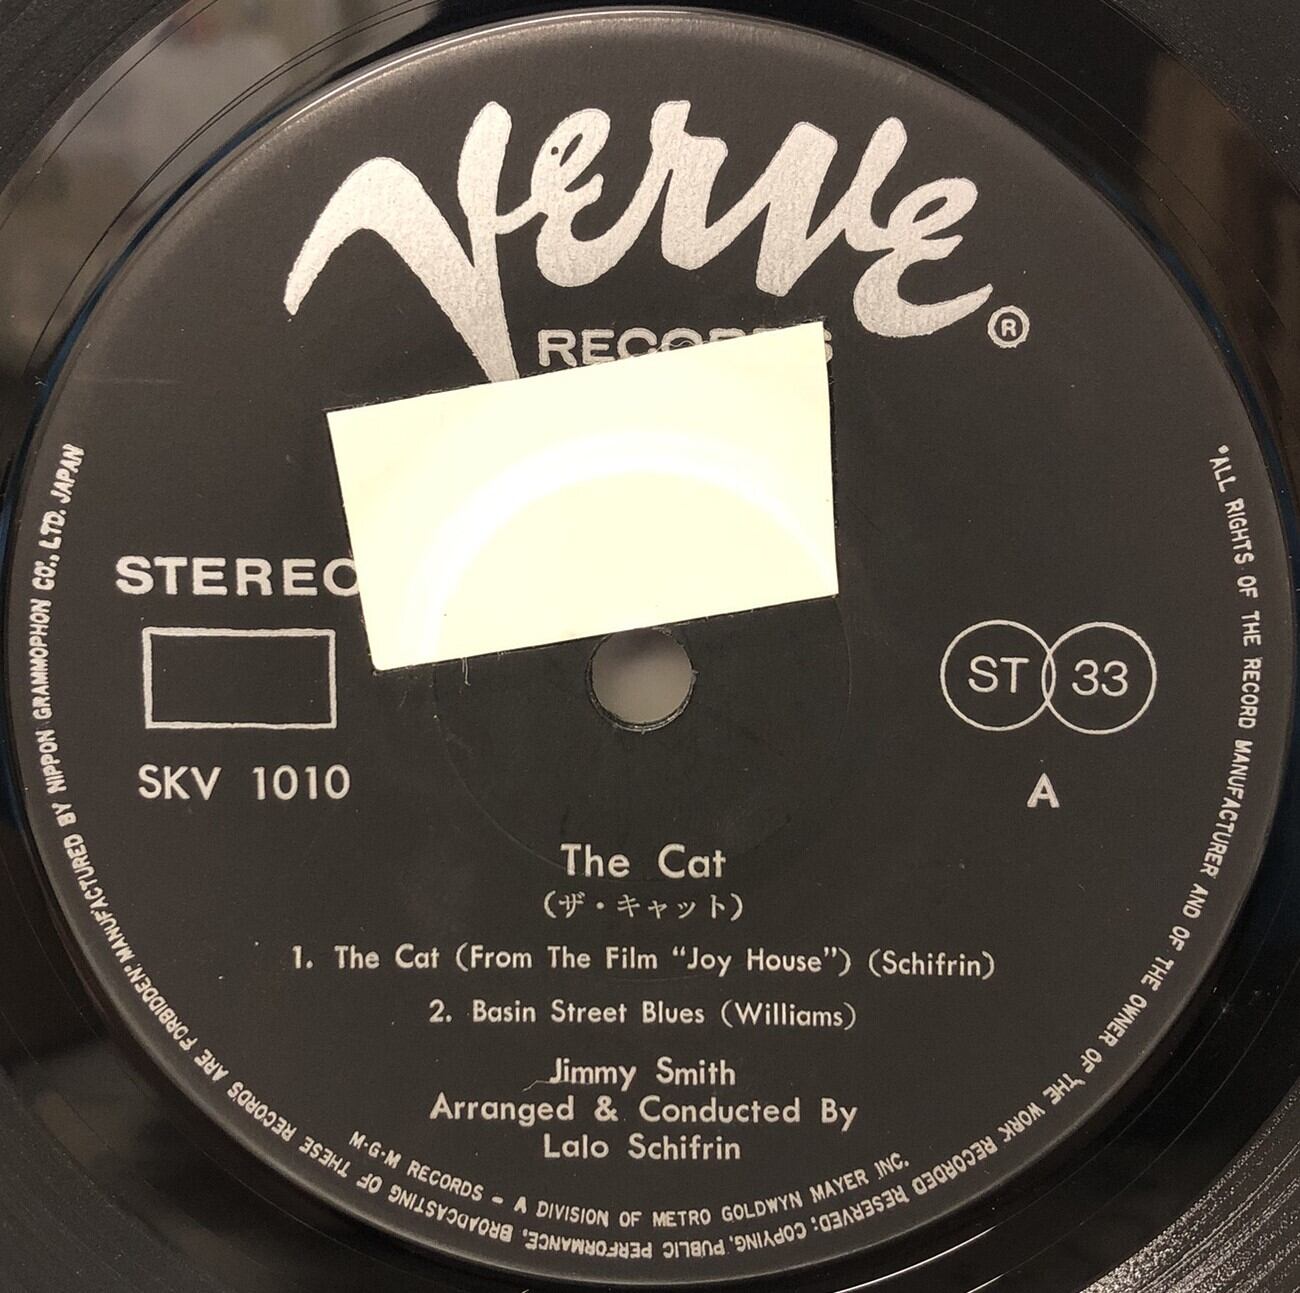 Verve ®
RECORDS
STEREO
ST 33
SKV 1010
A
The Cat
(ザ・キャット)
1. The Cat (From The Film “Joy House”) (Schifrin)
2. Basin Street Blues (Williams)
Jimmy Smith
Arranged & Conducted By
Lalo Schifrin
M-G-M RECORDS – A DIVISION OF METRO GOLDWYN MAYER INC.
"ALL RIGHTS OF THE RECORD MANUFACTURER AND OF THE OWNER OF THE WORK RECORDED RESERVED: COPYING, PUBLIC PERFORMANCE, BROADCASTING OF THESE RECORDS ARE FORBIDDEN" MANUFACTURED BY NIPPON GRAMMOPHON CO., LTD. JAPAN